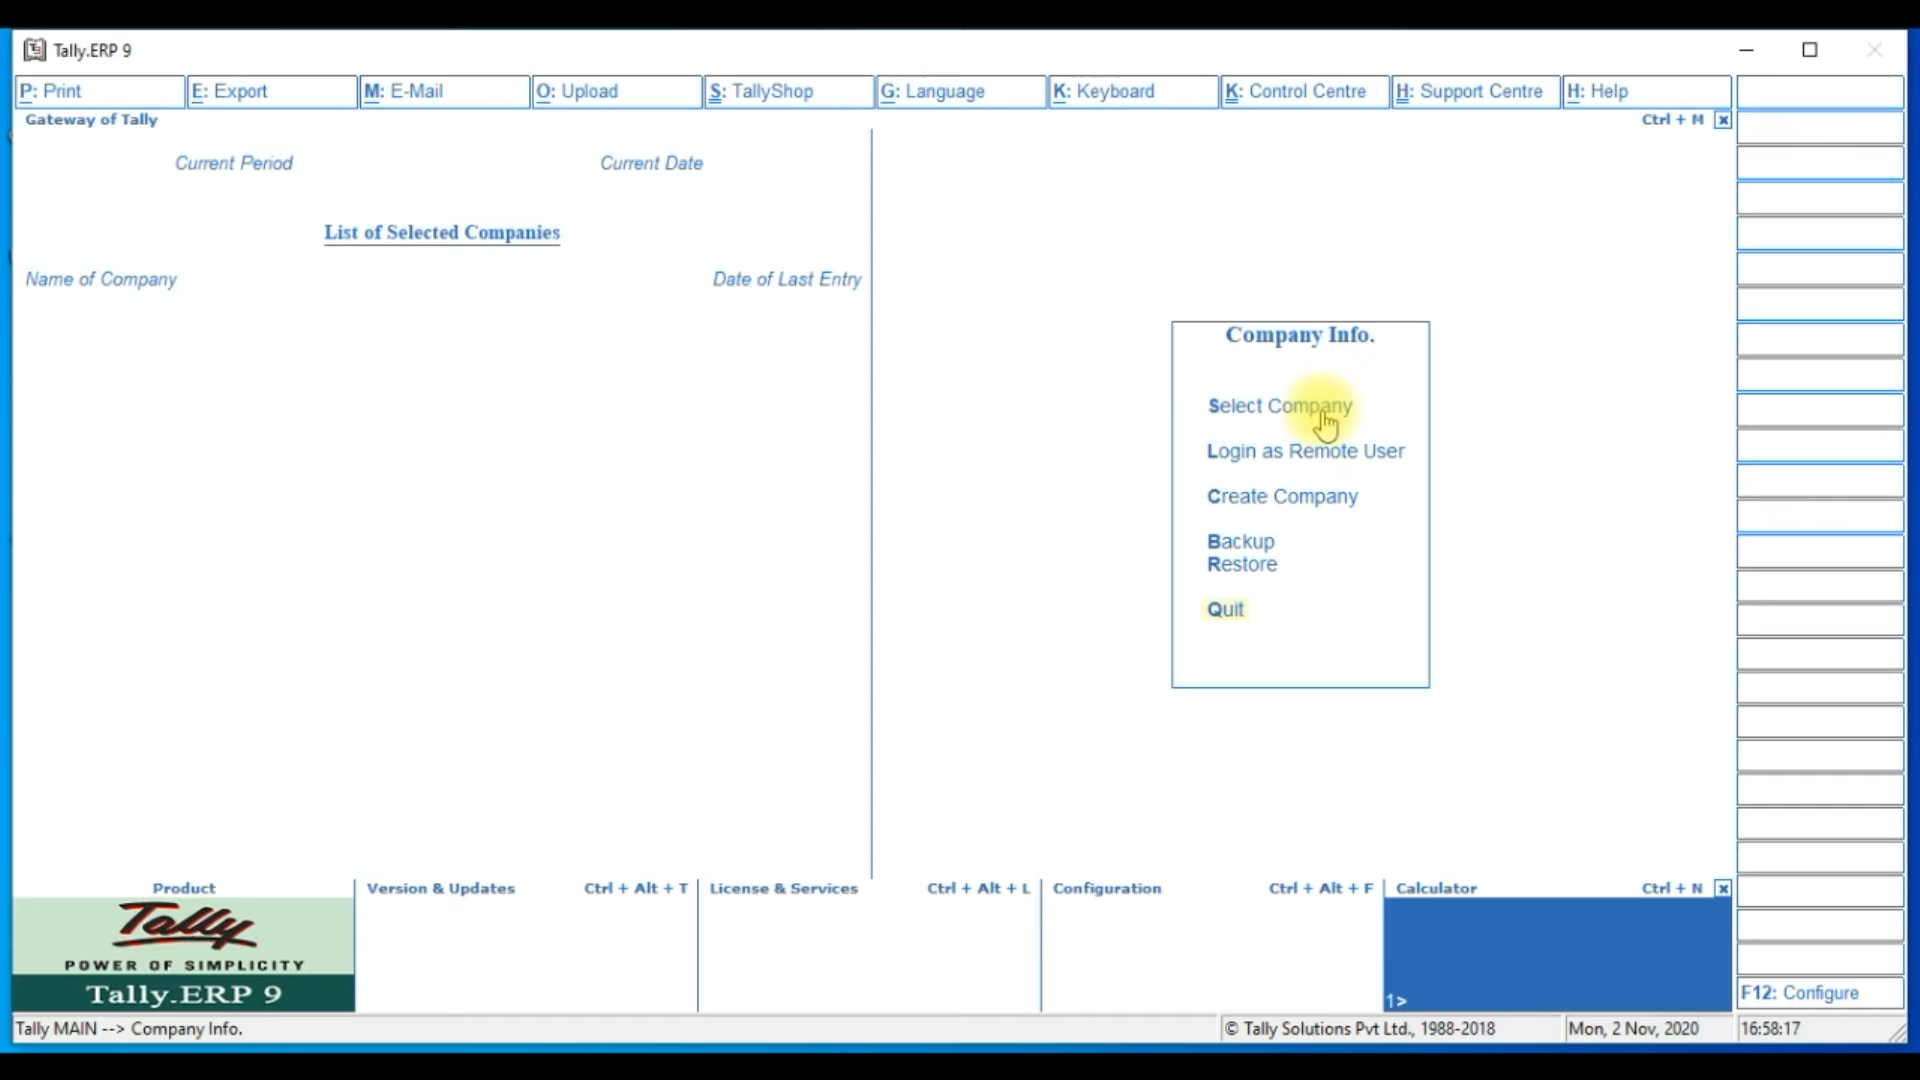 Tally.ERP 9
P: Print E: Export M: E-Mail O: Upload S: TallyShop G: Language K: Keyboard K: Control Centre H: Support Centre H: Help
Gateway of Tally Ctrl + M
Current Period Current Date
List of Selected Companies
Name of Company Date of Last Entry
Company Info.
Select Company
Login as Remote User
Create Company
Backup
Restore
Quit
Product Version & Updates Ctrl + Alt + T License & Services Ctrl + Alt + L Configuration Ctrl + Alt + F Calculator Ctrl + N
Tally
POWER OF SIMPLICITY
Tally.ERP 9
1>
F12: Configure
Tally MAIN --> Company Info. © Tally Solutions Pvt Ltd., 1988-2018 Mon, 2 Nov, 2020 16:58:17